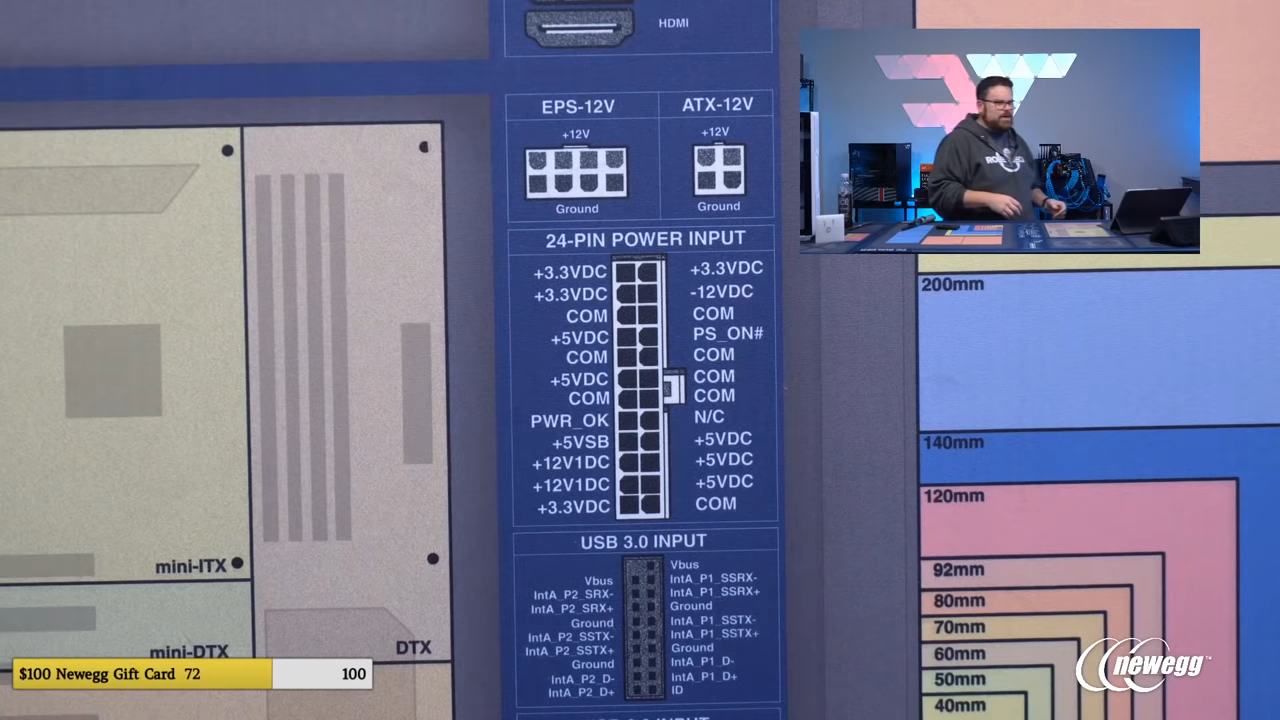 HDMI
EPS-12V
ATX-12V
+12V
+12V
Ground
Ground
24-PIN POWER INPUT
+3.3VDC
+3.3VDC
+3.3VDC
-12VDC
COM
COM
+5VDC
PS_ON#
COM
COM
+5VDC
COM
COM
COM
PWR_OK
N/C
+5VSB
+5VDC
+12V1DC
+5VDC
+12V1DC
+5VDC
+3.3VDC
COM
USB 3.0 INPUT
Vbus
Vbus
IntA_P1_SSRX-
IntA_P2_SRX-
IntA_P1_SSRX+
IntA_P2_SRX+
Ground
Ground
IntA_P1_SSTX-
IntA_P2_SSTX-
IntA_P1_SSTX+
IntA_P2_SSTX+
Ground
Ground
IntA_P1_D-
IntA_P2_D-
IntA_P1_D+
IntA_P2_D+
ID
mini-ITX
mini-DTX
DTX
200mm
140mm
120mm
92mm
80mm
70mm
60mm
50mm
40mm
$100 Newegg Gift Card 72
100
newegg